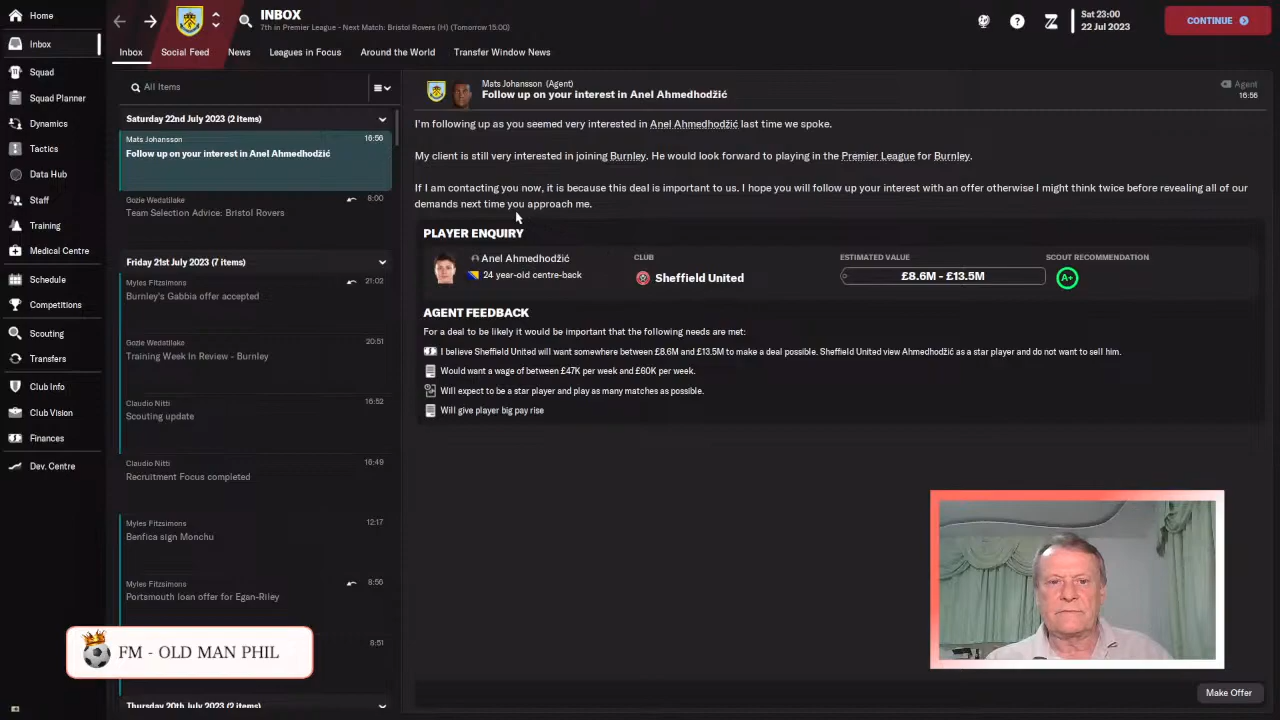 Home
Inbox
Squad
Squad Planner
Dynamics
Tactics
Data Hub
Staff
Training
Medical Centre
Schedule
Competitions
Scouting
Transfers
Club Info
Club Vision
Finances
Dev. Centre
INBOX
7th in Premier League - Next Match: Bristol Rovers (H) (Tomorrow 15:00)
Sat 23:00
22 Jul 2023
CONTINUE
Inbox
Social Feed
News
Leagues in Focus
Around the World
Transfer Window News
All Items
Saturday 22nd July 2023 (2 items)
Mats Johansson 16:56
Follow up on your interest in Anel Ahmedhodžić
Gozie Wedatilake 8:00
Team Selection Advice: Bristol Rovers
Friday 21st July 2023 (7 items)
Myles Fitzsimons 21:02
Burnley's Gabbia offer accepted
Gozie Wedatilake 20:51
Training Week In Review - Burnley
Claudio Nitti 16:52
Scouting update
Claudio Nitti 16:49
Recruitment Focus completed
Myles Fitzsimons 12:17
Benfica sign Monchu
Myles Fitzsimons 8:56
Portsmouth loan offer for Egan-Riley
8:51
Thursday 20th July 2023 (2 items)
Mats Johansson (Agent)
Follow up on your interest in Anel Ahmedhodžić
Agent
16:56
I'm following up as you seemed very interested in Anel Ahmedhodžić last time we spoke.
My client is still very interested in joining Burnley. He would look forward to playing in the Premier League for Burnley.
If I am contacting you now, it is because this deal is important to us. I hope you will follow up your interest with an offer otherwise I might think twice before revealing all of our
demands next time you approach me.
PLAYER ENQUIRY
Anel Ahmedhodžić
24 year-old centre-back
CLUB
Sheffield United
ESTIMATED VALUE
£8.6M - £13.5M
SCOUT RECOMMENDATION
A+
AGENT FEEDBACK
For a deal to be likely it would be important that the following needs are met:
I believe Sheffield United will want somewhere between £8.6M and £13.5M to make a deal possible. Sheffield United view Ahmedhodžić as a star player and do not want to sell him.
Would want a wage of between £47K per week and £60K per week.
Will expect to be a star player and play as many matches as possible.
Will give player big pay rise
FM - OLD MAN PHIL
Make Offer